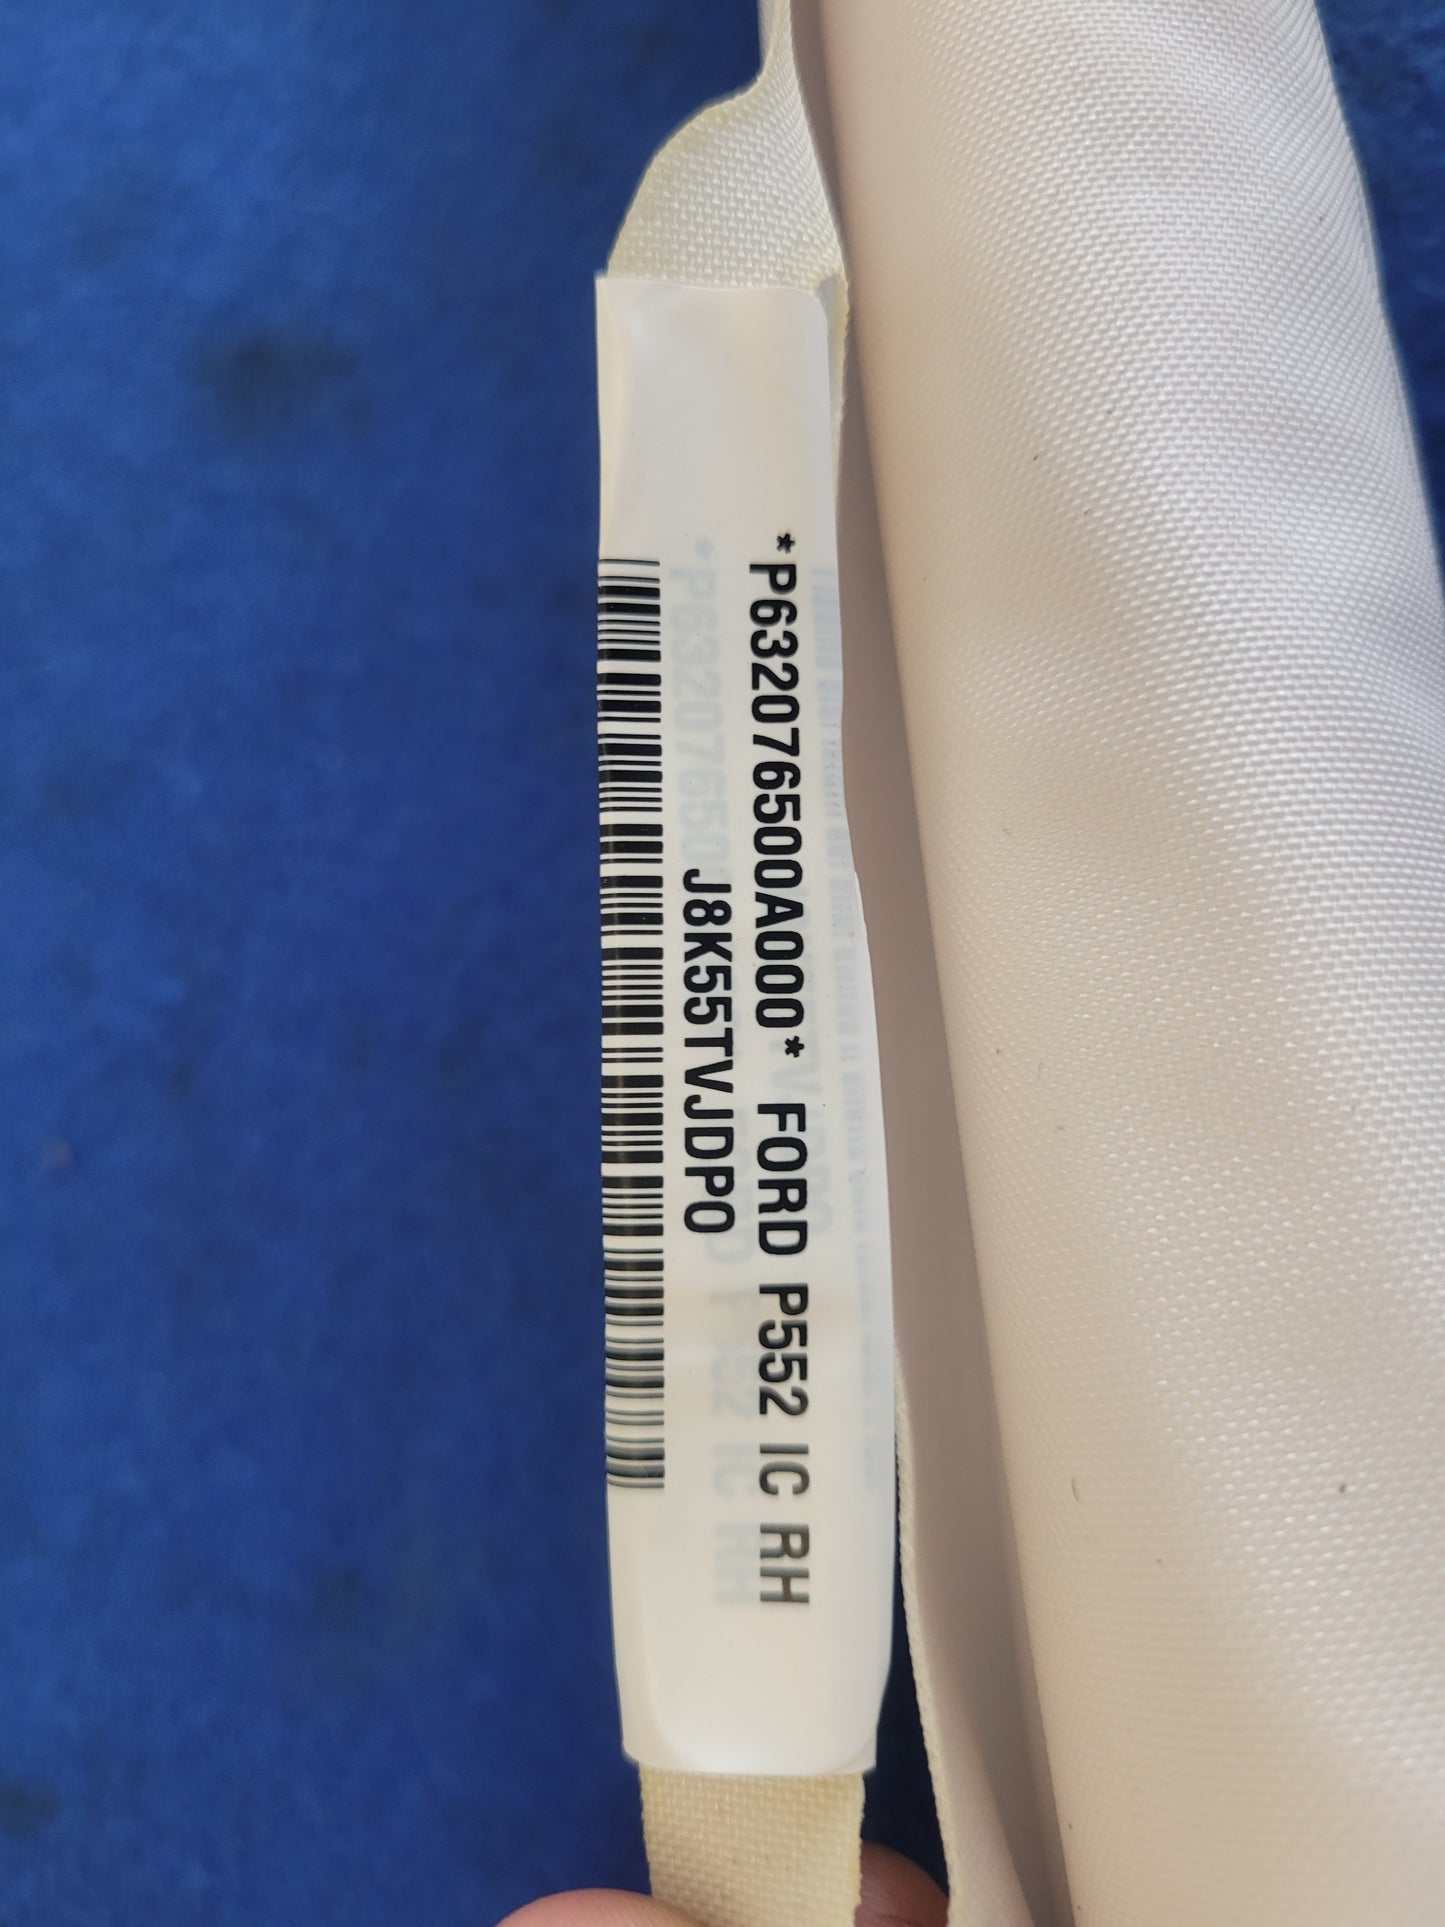 *P632076500A000* FORD P552 IC RH
J8K55TVJDPO